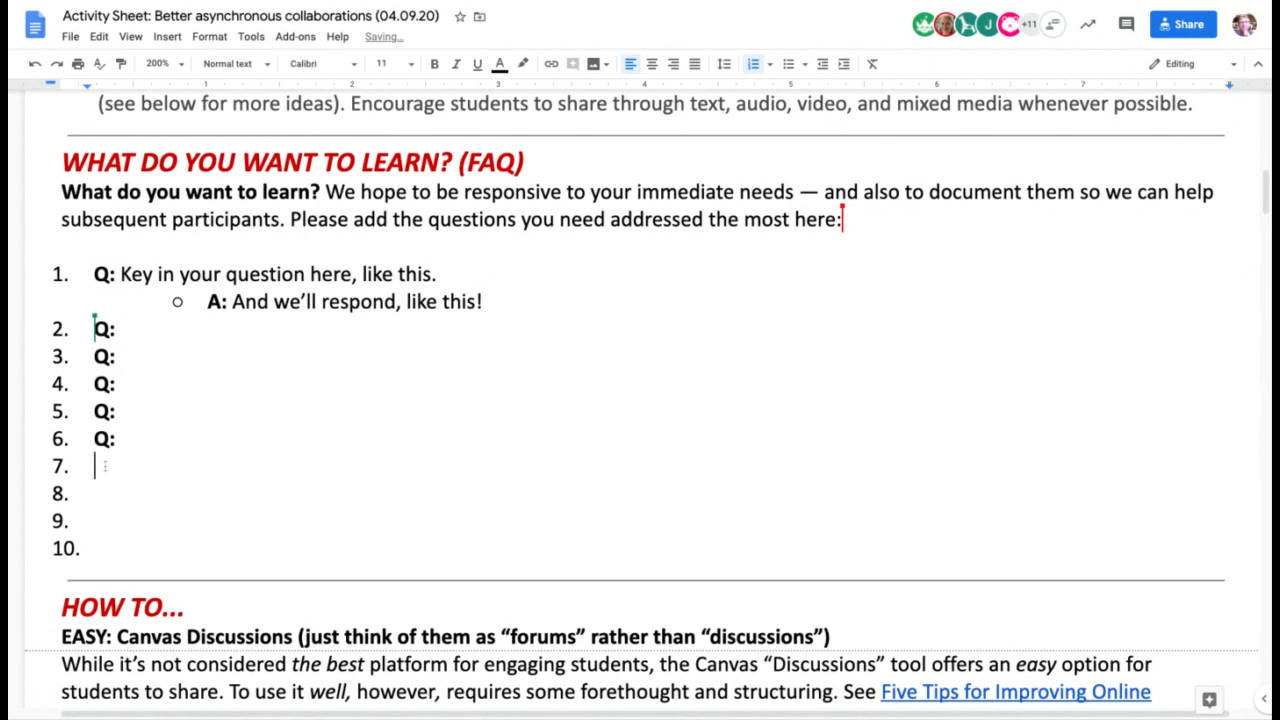 Activity Sheet: Better asynchronous collaborations (04.09.20)
File Edit View Insert Format Tools Add-ons Help Saving...
J +11 Share
200% Normal text Calibri 11 B I U A Editing
1 2 3 4 5 6 7
(see below for more ideas). Encourage students to share through text, audio, video, and mixed media whenever possible.
WHAT DO YOU WANT TO LEARN? (FAQ)
What do you want to learn? We hope to be responsive to your immediate needs — and also to document them so we can help
subsequent participants. Please add the questions you need addressed the most here:
1. Q: Key in your question here, like this.
○ A: And we’ll respond, like this!
2. Q:
3. Q:
4. Q:
5. Q:
6. Q:
7.
8.
9.
10.
HOW TO...
EASY: Canvas Discussions (just think of them as “forums” rather than “discussions”)
While it’s not considered the best platform for engaging students, the Canvas “Discussions” tool offers an easy option for
students to share. To use it well, however, requires some forethought and structuring. See Five Tips for Improving Online